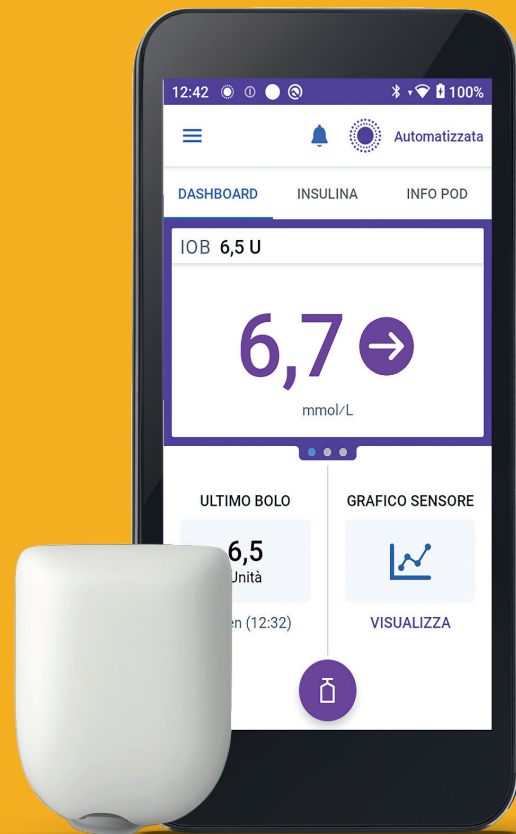 12:42 100%
Automatizzata
DASHBOARD INSULINA INFO POD
IOB 6,5 U
6,7
mmol/L
ULTIMO BOLO GRAFICO SENSORE
6,5
(12:32) VISUALIZZA